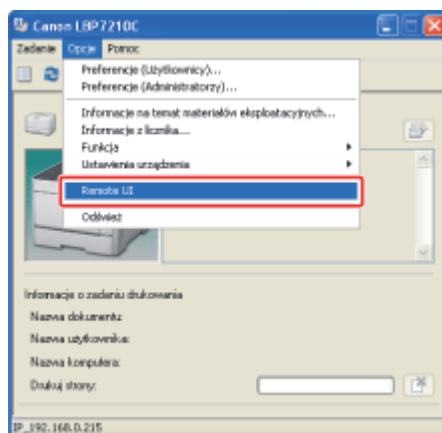 Canon LBP7210C
Zadanie Opcje Pomoc
Preferencje (Użytkownicy)...
Preferencje (Administratorzy)...
Informacje na temat materiałów eksploatacyjnych...
Informacje z licznika...
Funkcja
Ustawienia urządzenia
Remote UI
Odśwież
Informacje o zadaniu drukowania
Nazwa dokumentu:
Nazwa użytkownika:
Nazwa komputera:
Drukuj strony:
IP_192.168.0.215